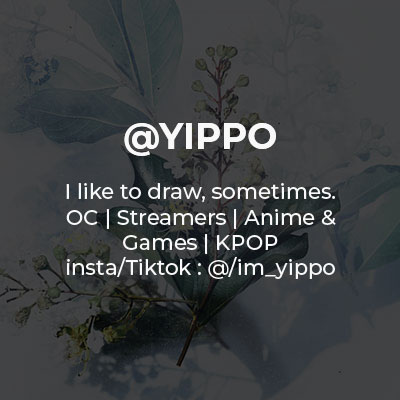 @YIPPO
I like to draw, sometimes.
OC | Streamers | Anime &
Games | KPOP
insta/Tiktok : @/im_yippo